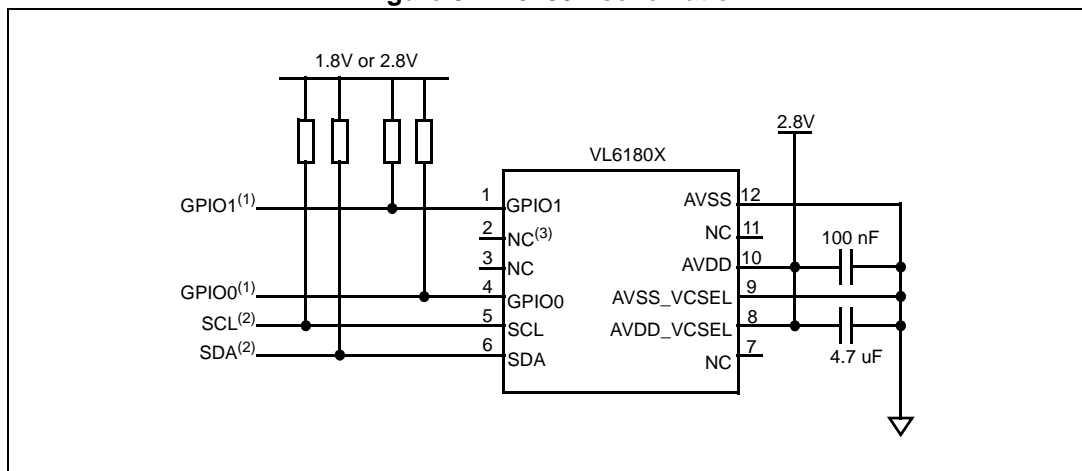 1.8V or 2.8V
2.8V
VL6180X
GPIO1(1)
1
GPIO1
AVSS
12
2
NC(3)
NC
11
100 nF
3
NC
AVDD
10
GPIO0(1)
4
GPIO0
AVSS_VCSEL
9
SCL(2)
5
SCL
AVDD_VCSEL
8
SDA(2)
6
SDA
NC
7
4.7 uF